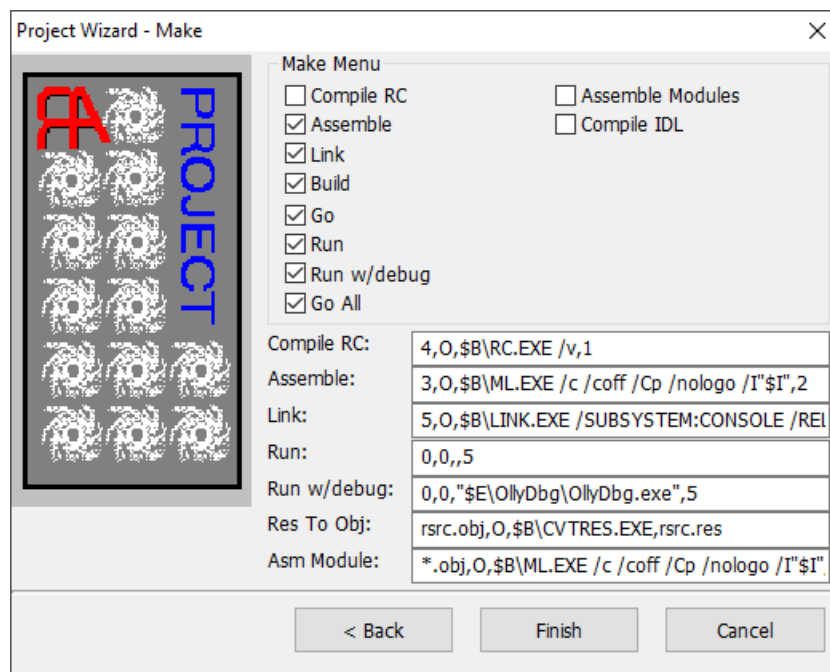 Project Wizard - Make
RA
PROJECT
Make Menu
Compile RC
Assemble Modules
Assemble
Compile IDL
Link
Build
Go
Run
Run w/debug
Go All
Compile RC: 4,O,$B\RC.EXE /v,1
Assemble: 3,O,$B\ML.EXE /c /coff /Cp /nologo /I"$I",2
Link: 5,O,$B\LINK.EXE /SUBSYSTEM:CONSOLE /REL
Run: 0,0,,5
Run w/debug: 0,0,"$E\OllyDbg\OllyDbg.exe",5
Res To Obj: rsrc.obj,O,$B\CVTRES.EXE,rsrc.res
Asm Module: *.obj,O,$B\ML.EXE /c /coff /Cp /nologo /I"$I",
< Back
Finish
Cancel